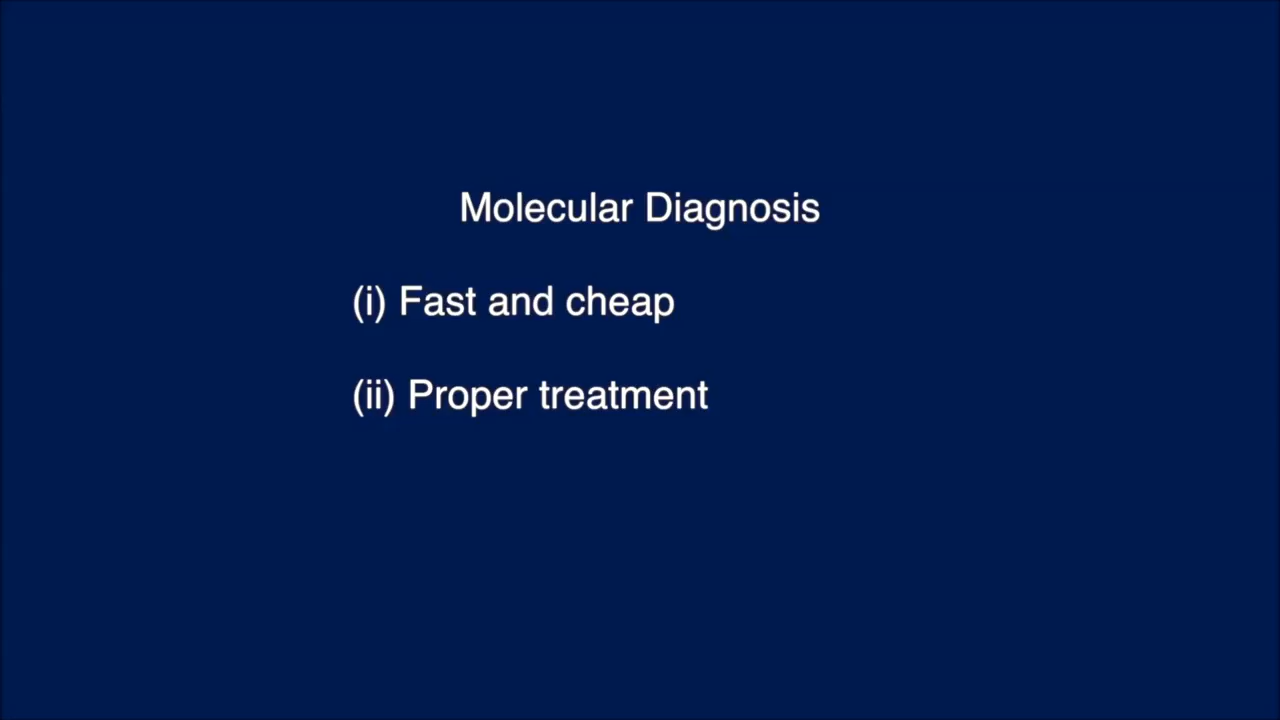 Molecular Diagnosis
(i) Fast and cheap
(ii) Proper treatment